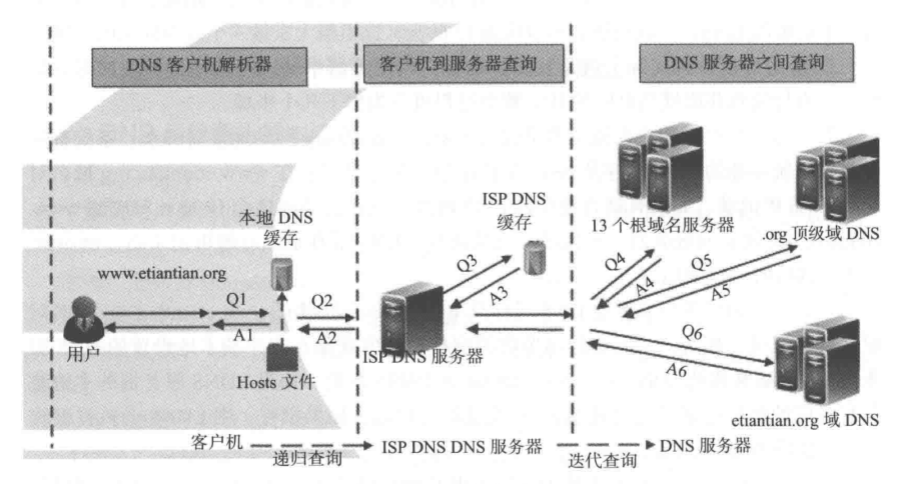 DNS 客户机解析器
客户机到服务器查询
DNS 服务器之间查询
本地 DNS
缓存
ISP DNS
缓存
13 个根域名服务器
.org 顶级域 DNS
www.etiantian.org
Q1
A1
Q2
A2
Q3
A3
Q4
A4
Q5
A5
Q6
A6
用户
Hosts 文件
ISP DNS 服务器
etiantian.org 域 DNS
客户机
递归查询
ISP DNS DNS 服务器
迭代查询
DNS 服务器